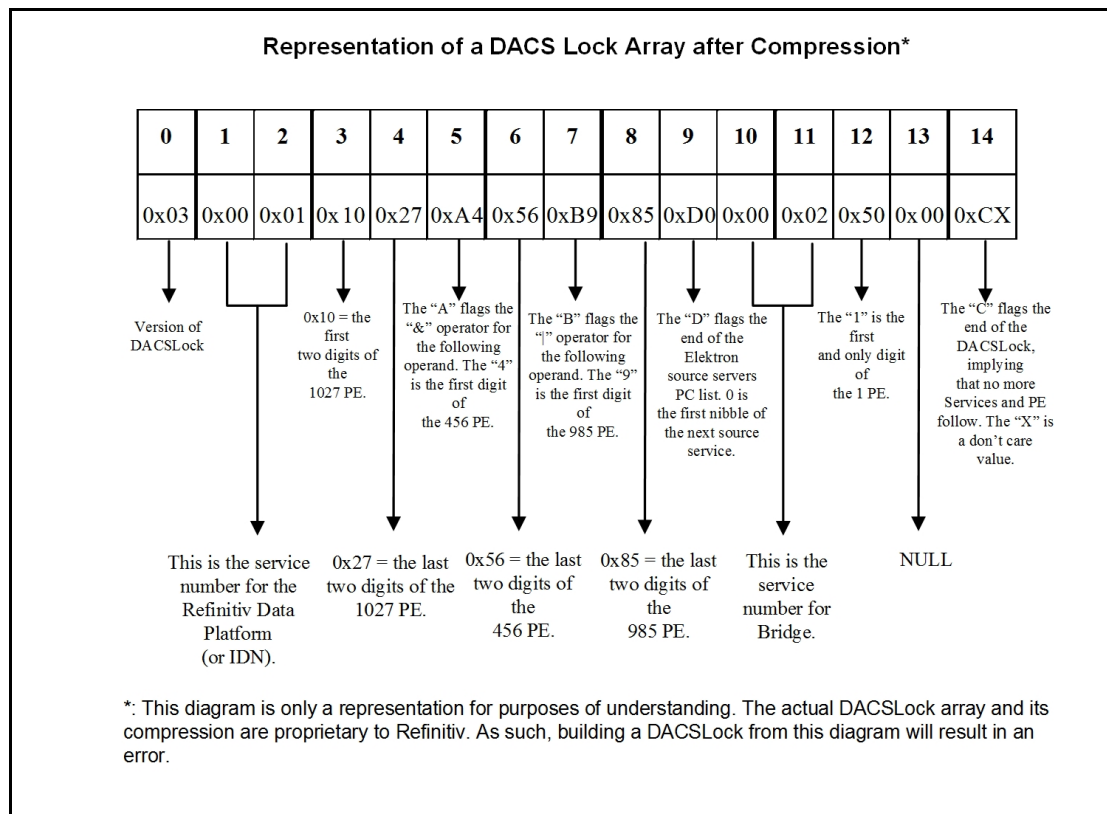 Representation of a DACS Lock Array after Compression*
0 1 2 3 4 5 6 7 8 9 10 11 12 13 14
0x03 0x00 0x01 0x10 0x27 0xA4 0x56 0xB9 0x85 0xD0 0x00 0x02 0x50 0x00 0xCX
Version of
DACSLock
0x10 = the
first
two digits of
the
1027 PE.
The “A” flags the
“&” operator for
the following
operand. The “4”
is the first digit
of
the 456 PE.
The “B” flags the
“|” operator for
the following
operand. The “9”
is the first digit
of
the 985 PE.
The “D” flags the
end of the
Elektron
source servers
PC list. 0 is
the first nibble of
the next source
service.
The “1” is the
first
and only digit
of
the 1 PE.
The “C” flags the
end of the
DACSLock,
implying
that no more
Services and PE
follow. The “X” is
a don’t care
value.
This is the service
number for the
Refinitiv Data
Platform
(or IDN).
0x27 = the last
two digits of the
1027 PE.
0x56 = the last
two digits of
the
456 PE.
0x85 = the last
two digits of
the
985 PE.
This is the
service
number for
Bridge.
NULL
*: This diagram is only a representation for purposes of understanding. The actual DACSLock array and its
compression are proprietary to Refinitiv. As such, building a DACSLock from this diagram will result in an
error.